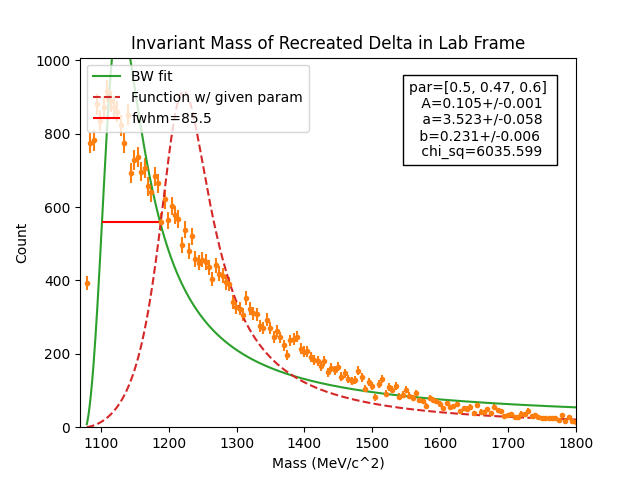 Invariant Mass of Recreated Delta in Lab Frame
BW fit
Function w/ given param
fwhm=85.5
par=[0.5, 0.47, 0.6]
A=0.105+/-0.001
a=3.523+/-0.058
b=0.231+/-0.006
chi_sq=6035.599
Count
1000
800
600
400
200
0
1100 1200 1300 1400 1500 1600 1700 1800
Mass (MeV/c^2)